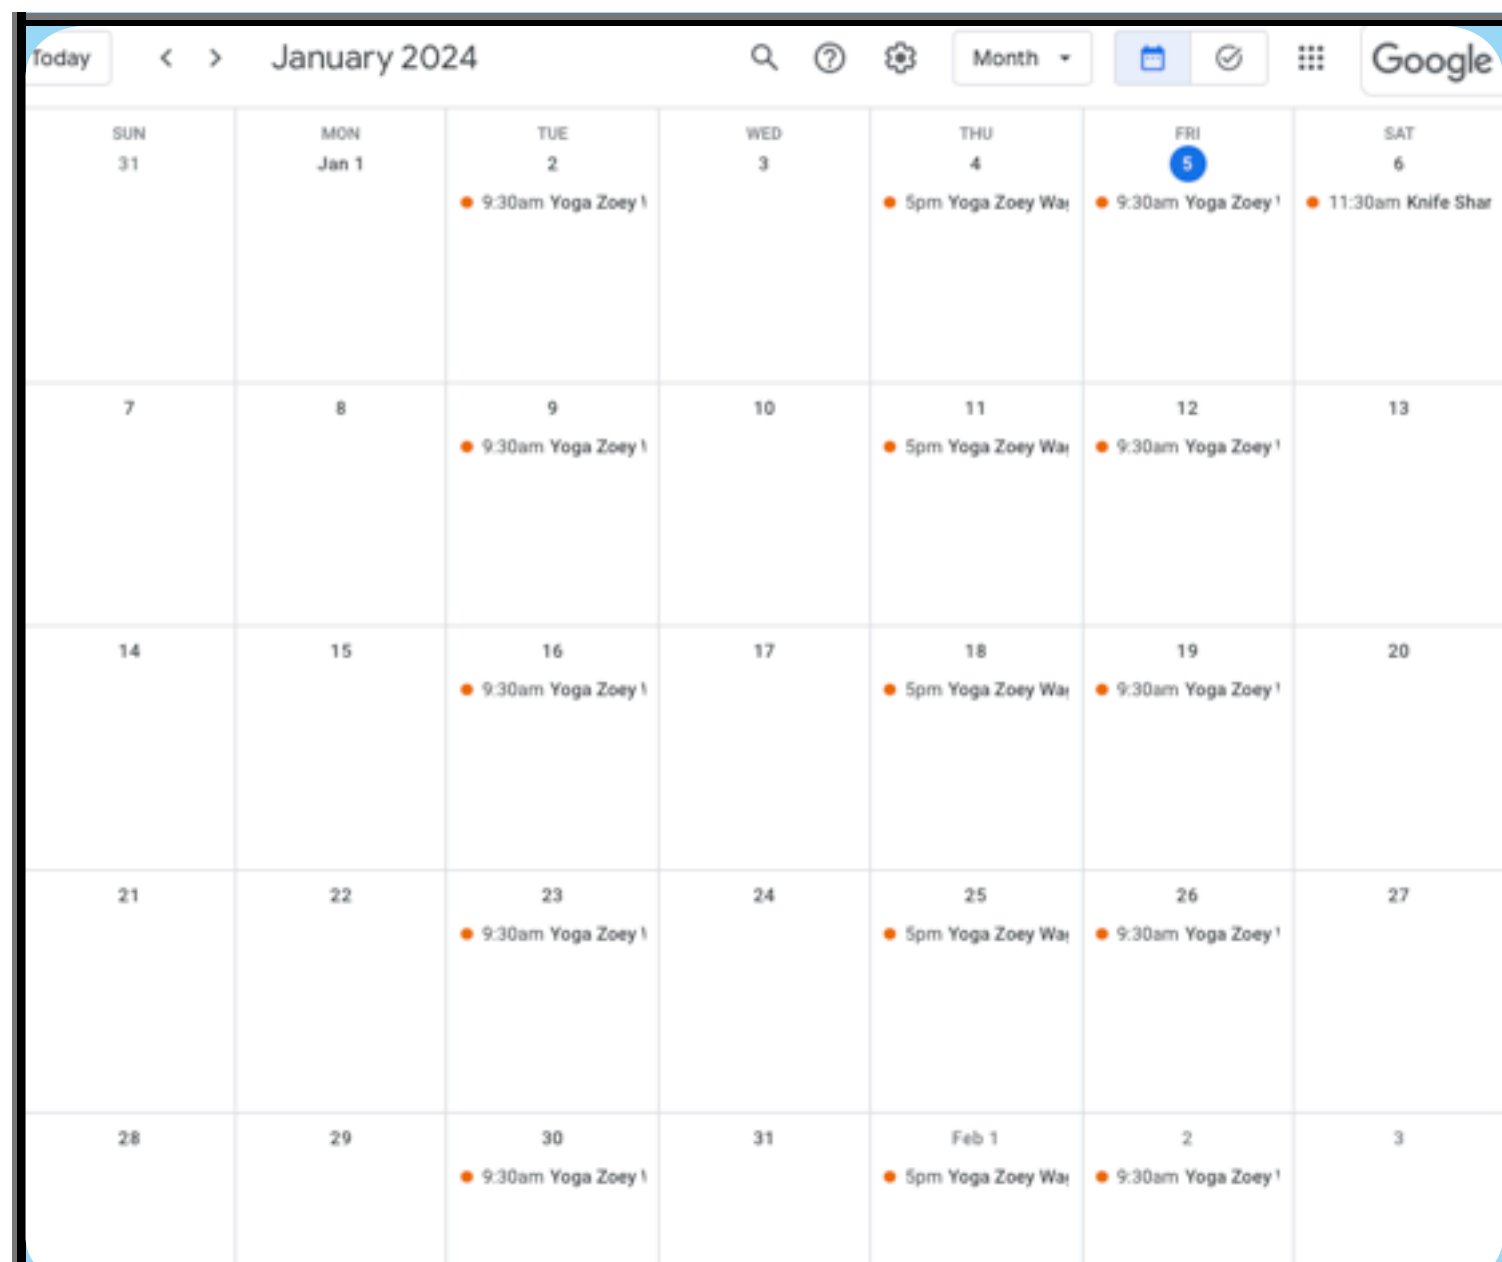 Today January 2024 Month Google
SUN MON TUE WED THU FRI SAT
31 Jan 1 2 3 4 5 6
9:30am Yoga Zoey 5pm Yoga Zoey 9:30am Yoga Zoey 11:30am Knife Shar
7 8 9 10 11 12 13
9:30am Yoga Zoey 5pm Yoga Zoey 9:30am Yoga Zoey
14 15 16 17 18 19 20
9:30am Yoga Zoey 5pm Yoga Zoey 9:30am Yoga Zoey
21 22 23 24 25 26 27
9:30am Yoga Zoey 5pm Yoga Zoey 9:30am Yoga Zoey
28 29 30 31 Feb 1 2 3
9:30am Yoga Zoey 5pm Yoga Zoey 9:30am Yoga Zoey